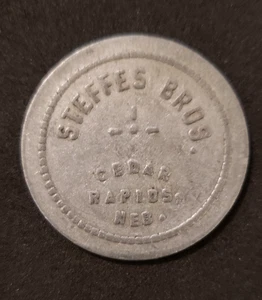 STEFFES BROS.
CEDAR
RAPIDS,
NEB.